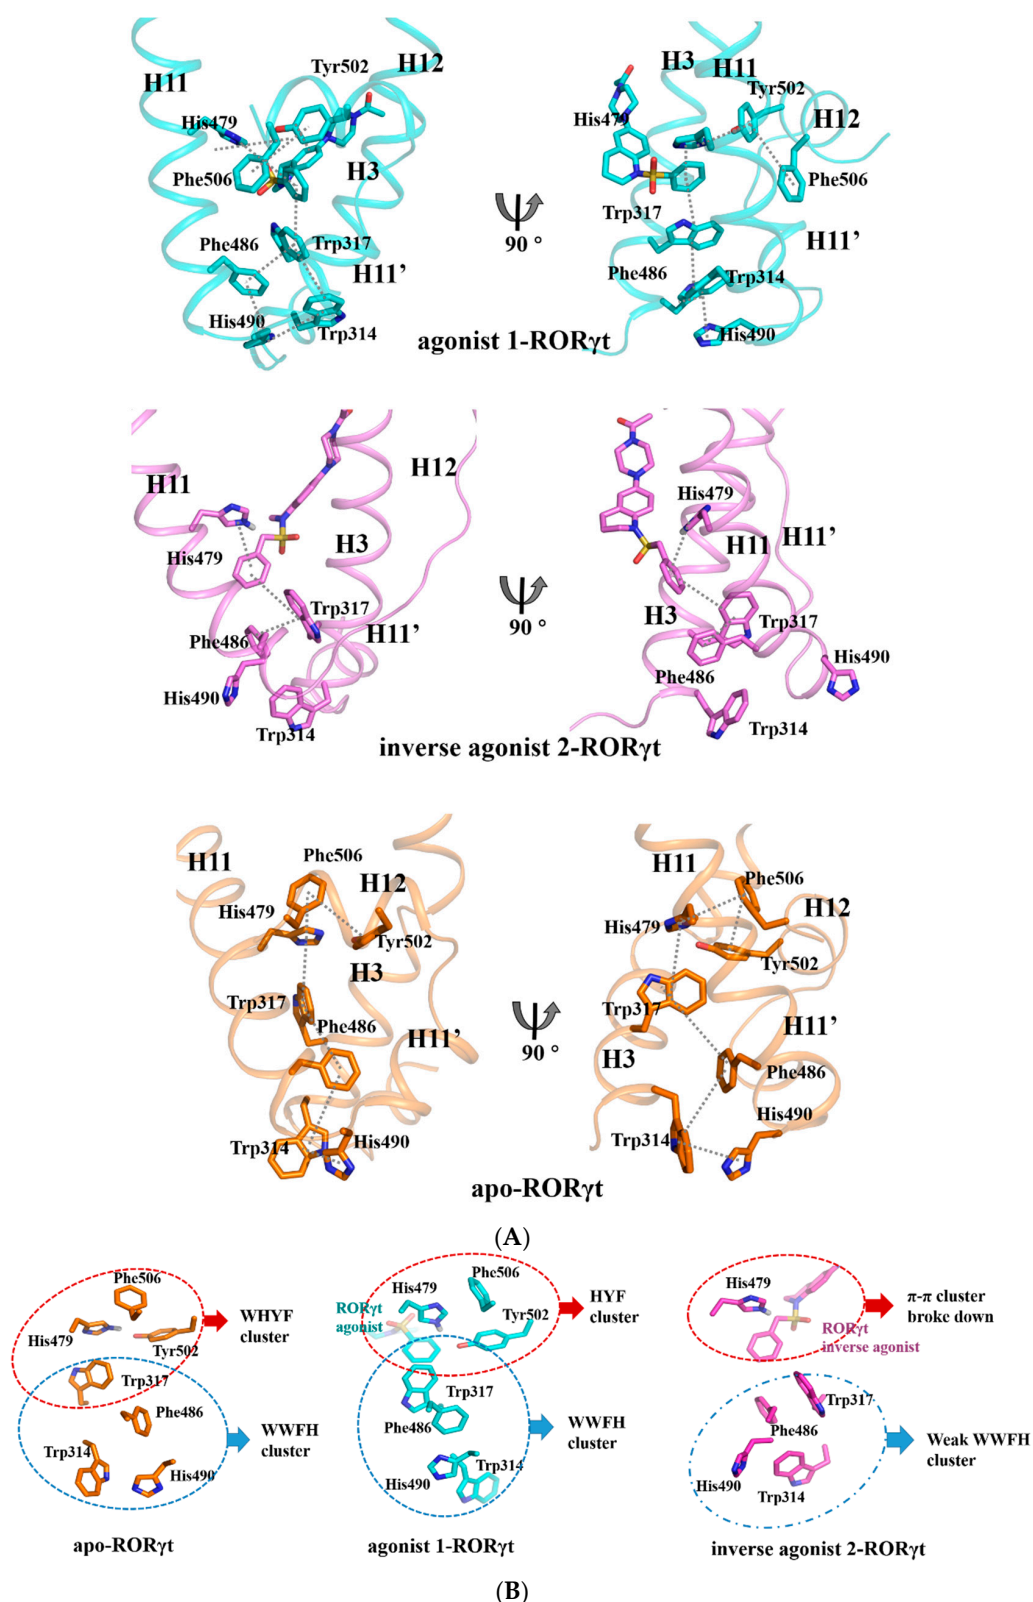 Tyr502
H12
H11
His479
H3
Phe506
Phe486
Trp317
H11’
His490
Trp314
90 °
agonist 1-RORγt
H3
H11
Tyr502
His479
H12
Phe506
Trp317
H11’
Phe486
Trp314
His490
H11
H12
His479
H3
Trp317
H11’
Phe486
His490
Trp314
90 °
inverse agonist 2-RORγt
His479
H11
H11’
H3
Trp317
His490
Phe486
Trp314
Phe506
H11
H12
His479
Tyr502
H3
Trp317
Phe486
H11’
Trp314
His490
90 °
apo-RORγt
H11
Phe506
His479
H12
Tyr502
Trp317
H11’
H3
Phe486
His490
Trp314
(A)
Phe506
His479
Tyr502
Trp317
Phe486
Trp314
His490
WHYF
cluster
WWFH
cluster
apo-RORγt
Phe506
His479
RORγt
agonist
Tyr502
Trp317
Phe486
Trp314
His490
HYF
cluster
WWFH
cluster
agonist 1-RORγt
His479
RORγt
inverse agonist
Trp317
Phe486
His490
Trp314
π-π cluster
broke down
Weak WWFH
cluster
inverse agonist 2-RORγt
(B)